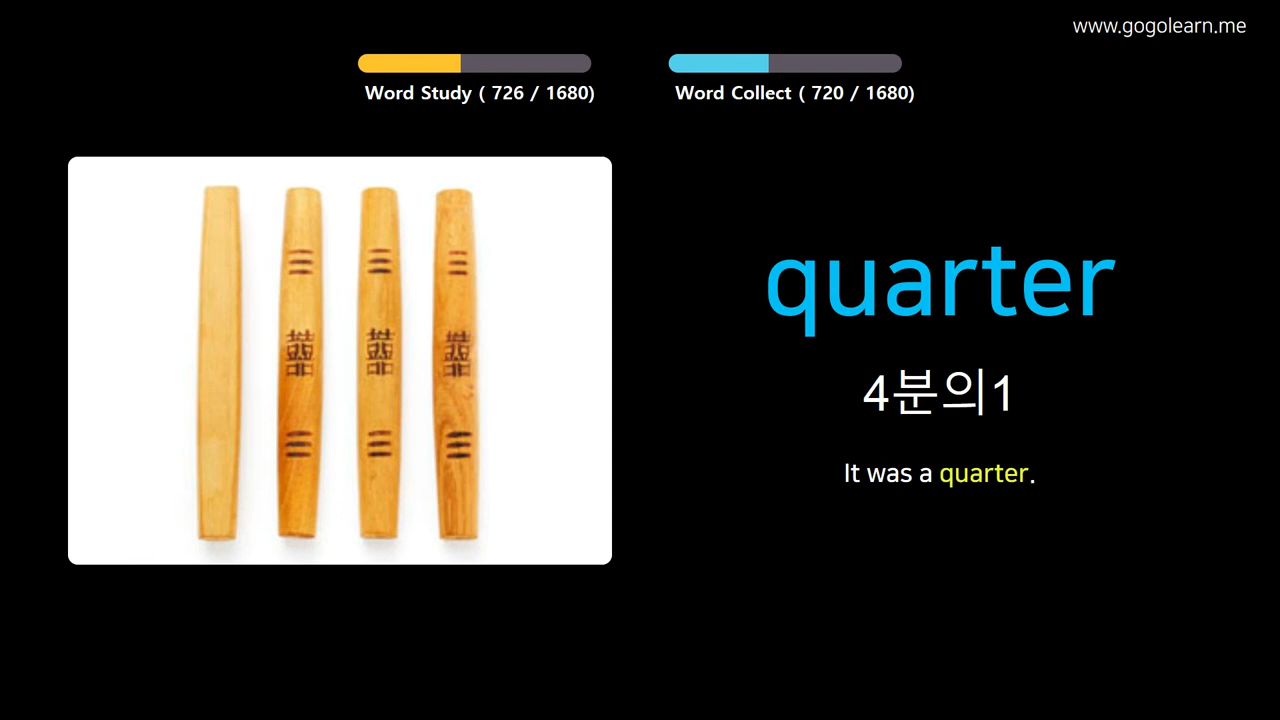 www.gogolearn.me
Word Study ( 726 / 1680)
Word Collect ( 720 / 1680)
quarter
4분의1
It was a quarter.